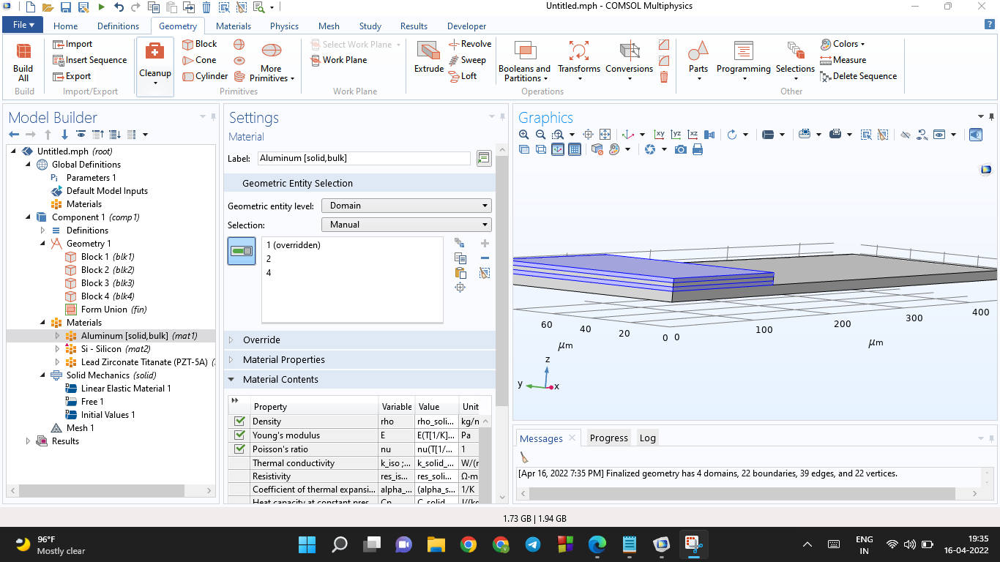 Untitled.mph - COMSOL Multiphysics
File
Home
Definitions
Geometry
Materials
Physics
Mesh
Study
Results
Developer
Build All
Build
Import
Insert Sequence
Export
Import/Export
Cleanup
Block
Cone
Cylinder
More Primitives
Primitives
Select Work Plane
Work Plane
Work Plane
Extrude
Revolve
Sweep
Loft
Booleans and Partitions
Transforms
Conversions
Operations
Parts
Programming
Selections
Colors
Measure
Delete Sequence
Other
Model Builder
Untitled.mph (root)
Global Definitions
Pi Parameters 1
Default Model Inputs
Materials
Component 1 (comp1)
Definitions
Geometry 1
Block 1 (blk1)
Block 2 (blk2)
Block 3 (blk3)
Block 4 (blk4)
Form Union (fin)
Materials
Aluminum [solid,bulk] (mat1)
Si - Silicon (mat2)
Lead Zirconate Titanate (PZT-5A)
Solid Mechanics (solid)
Linear Elastic Material 1
Free 1
Initial Values 1
Mesh 1
Results
Settings
Material
Label: Aluminum [solid,bulk]
Geometric Entity Selection
Geometric entity level: Domain
Selection: Manual
1 (overridden)
2
4
Override
Material Properties
Material Contents
Property Variable Value Unit
Density rho rho_soli... kg/m
Young's modulus E E(T[1/K]... Pa
Poisson's ratio nu nu(T[1/... 1
Thermal conductivity k_iso ;... k_solid_... W/(m
Resistivity res_is... res_soli... Ω·m
Coefficient of thermal expansi... alpha_... (alpha_s... 1/K
Heat capacity at constant pres... Cp C_solid J/(kg
Graphics
xy yz xz
60
40
20
0
0
100
200
300
400
µm
µm
z
y
x
Messages
Progress
Log
[Apr 16, 2022 7:35 PM] Finalized geometry has 4 domains, 22 boundaries, 39 edges, and 22 vertices.
1.73 GB | 1.94 GB
96°F
Mostly clear
ENG
IN
19:35
16-04-2022